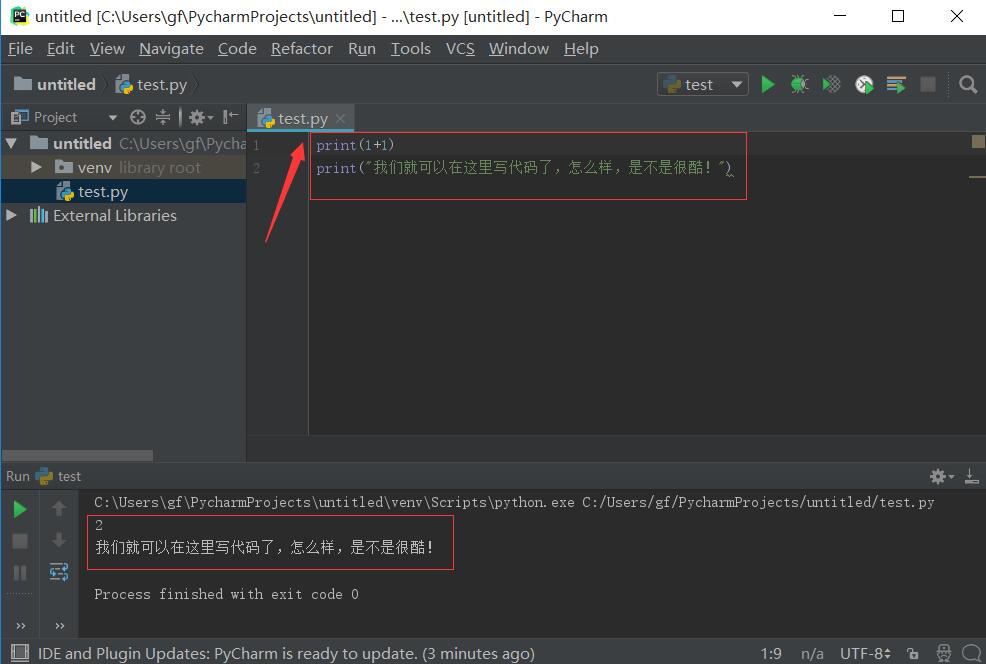 PC untitled [C:\Users\gf\PycharmProjects\untitled] - ...\test.py [untitled] - PyCharm
File Edit View Navigate Code Refactor Run Tools VCS Window Help
untitled test.py test
Project test.py
untitled C:\Users\gf\Pycha
venv library root
test.py
External Libraries
1 print(1+1)
2 print("我们就可以在这里写代码了，怎么样，是不是很酷！")
Run test
C:\Users\gf\PycharmProjects\untitled\venv\Scripts\python.exe C:/Users/gf/PycharmProjects/untitled/test.py
2
我们就可以在这里写代码了，怎么样，是不是很酷！
Process finished with exit code 0
IDE and Plugin Updates: PyCharm is ready to update. (3 minutes ago) 1:9 n/a UTF-8